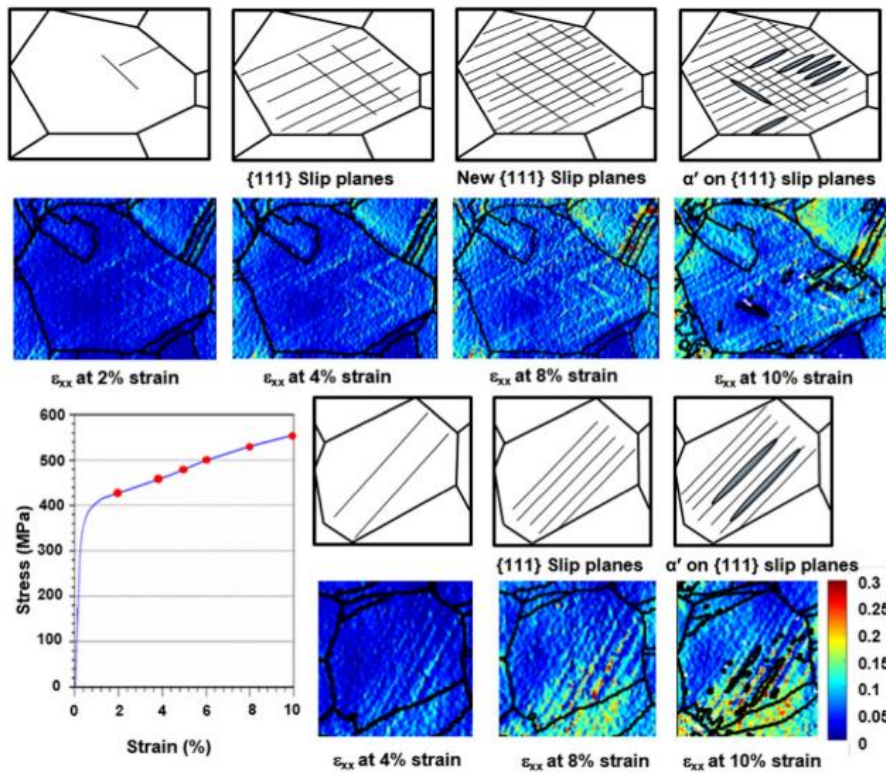 {111} Slip planes
New {111} Slip planes
α′ on {111} slip planes
εxx at 2% strain
εxx at 4% strain
εxx at 8% strain
εxx at 10% strain
600
500
400
300
200
100
0
Stress (MPa)
0
2
4
6
8
10
Strain (%)
{111} Slip planes
α′ on {111} slip planes
0.3
0.25
0.2
0.15
0.1
0.05
0
εxx at 4% strain
εxx at 8% strain
εxx at 10% strain